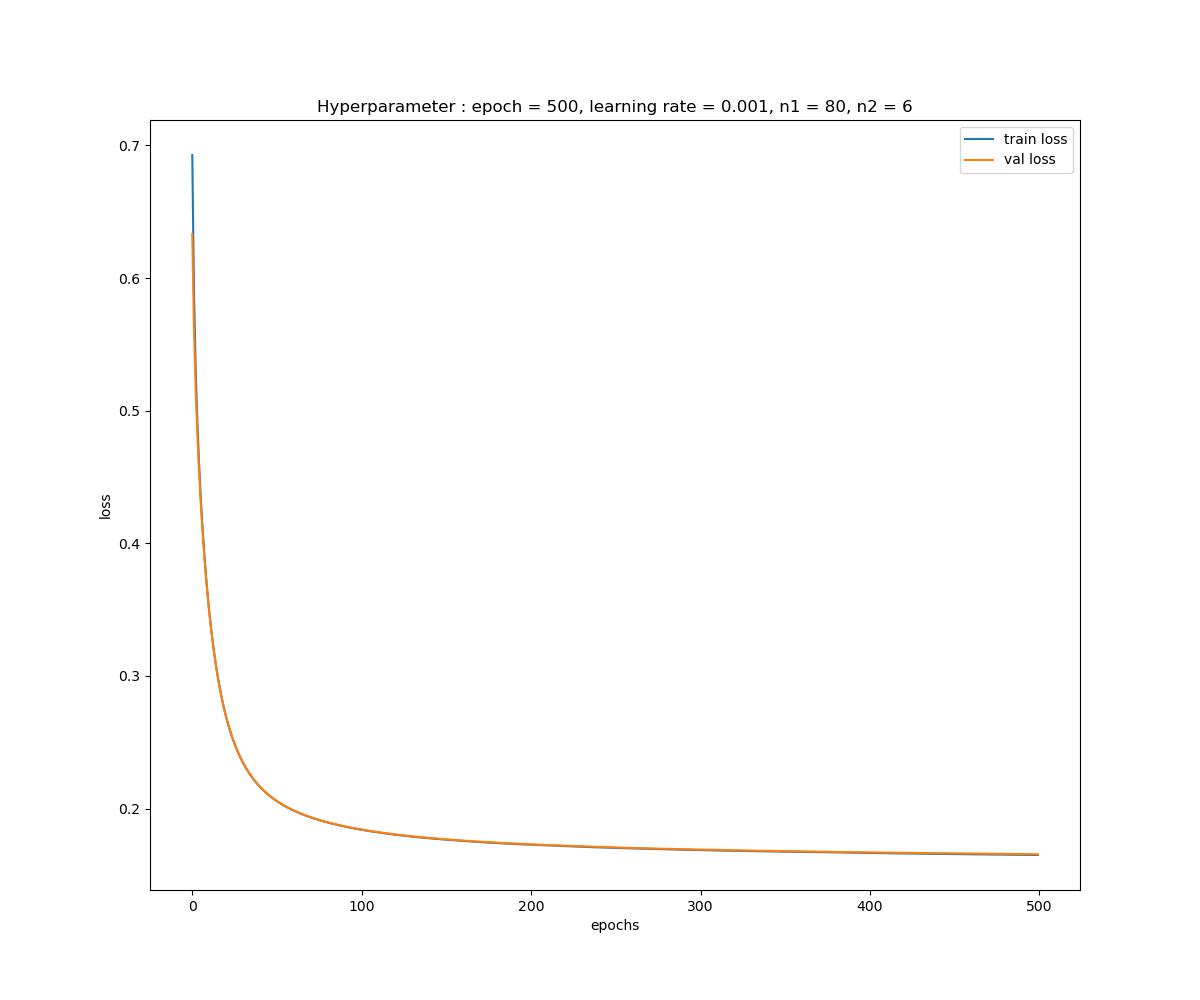 Hyperparameter : epoch = 500, learning rate = 0.001, n1 = 80, n2 = 6
train loss
val loss
0.7
0.6
0.5
0.4
0.3
0.2
loss
0 100 200 300 400 500
epochs